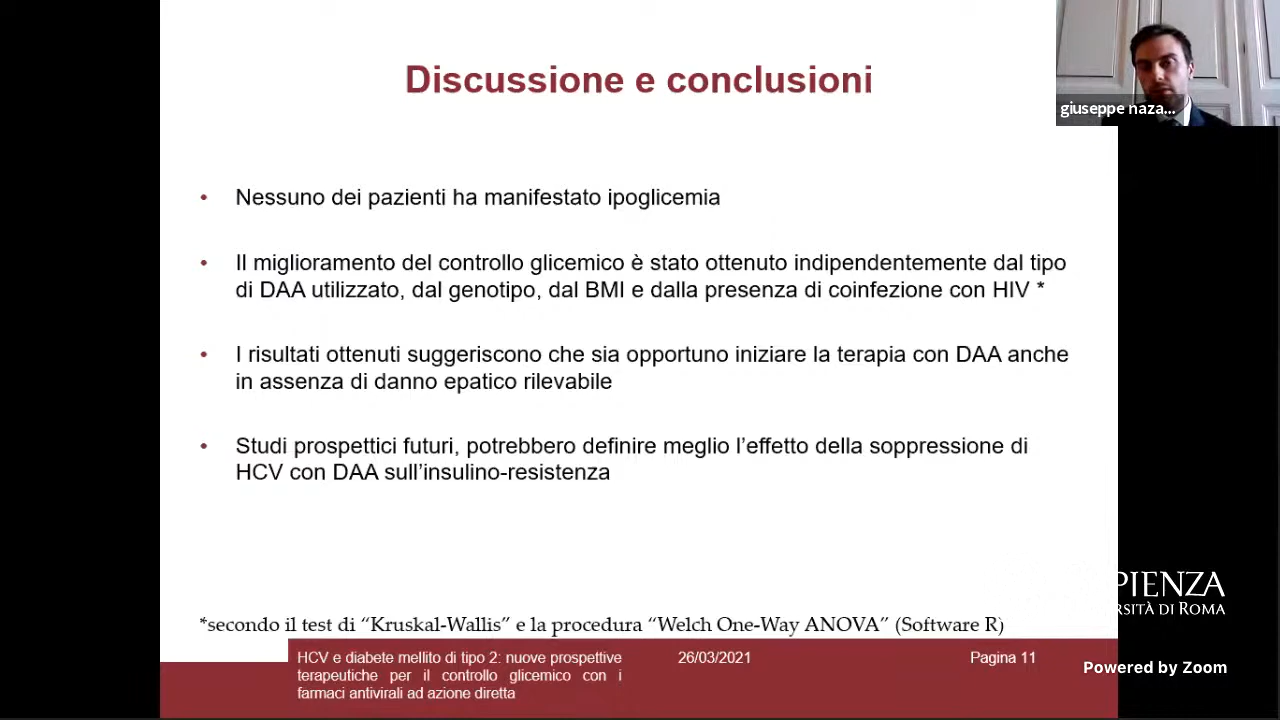 Discussione e conclusioni
giuseppe naza...
• Nessuno dei pazienti ha manifestato ipoglicemia
• Il miglioramento del controllo glicemico è stato ottenuto indipendentemente dal tipo
di DAA utilizzato, dal genotipo, dal BMI e dalla presenza di coinfezione con HIV *
• I risultati ottenuti suggeriscono che sia opportuno iniziare la terapia con DAA anche
in assenza di danno epatico rilevabile
• Studi prospettici futuri, potrebbero definire meglio l’effetto della soppressione di
HCV con DAA sull’insulino-resistenza
PIENZA
RSITÀ DI ROMA
*secondo il test di “Kruskal-Wallis” e la procedura “Welch One-Way ANOVA” (Software R)
HCV e diabete mellito di tipo 2: nuove prospettive
terapeutiche per il controllo glicemico con i
farmaci antivirali ad azione diretta
26/03/2021
Pagina 11
Powered by Zoom